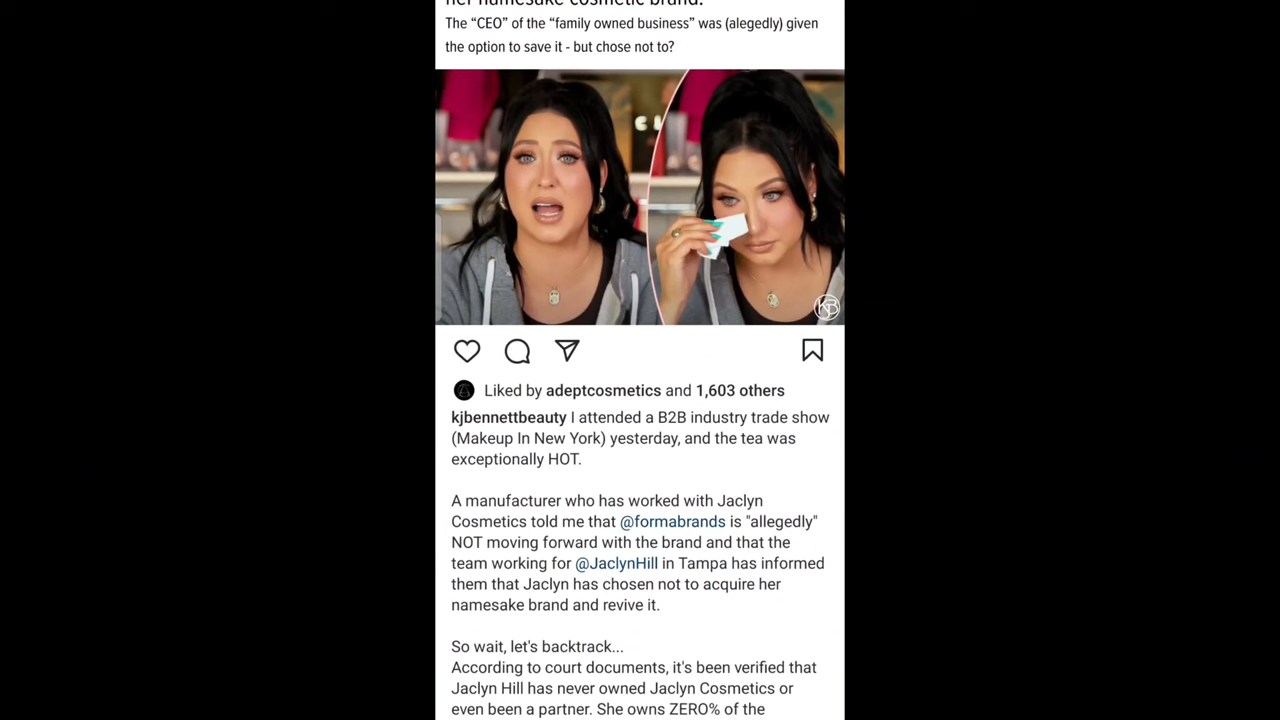 her namesake cosmetic brand.
The “CEO” of the “family owned business” was (alegedly) given
the option to save it - but chose not to?
KB
Liked by adeptcosmetics and 1,603 others
kjbennettbeauty I attended a B2B industry trade show
(Makeup In New York) yesterday, and the tea was
exceptionally HOT.
A manufacturer who has worked with Jaclyn
Cosmetics told me that @formabrands is "allegedly"
NOT moving forward with the brand and that the
team working for @JaclynHill in Tampa has informed
them that Jaclyn has chosen not to acquire her
namesake brand and revive it.
So wait, let's backtrack...
According to court documents, it's been verified that
Jaclyn Hill has never owned Jaclyn Cosmetics or
even been a partner. She owns ZERO% of the